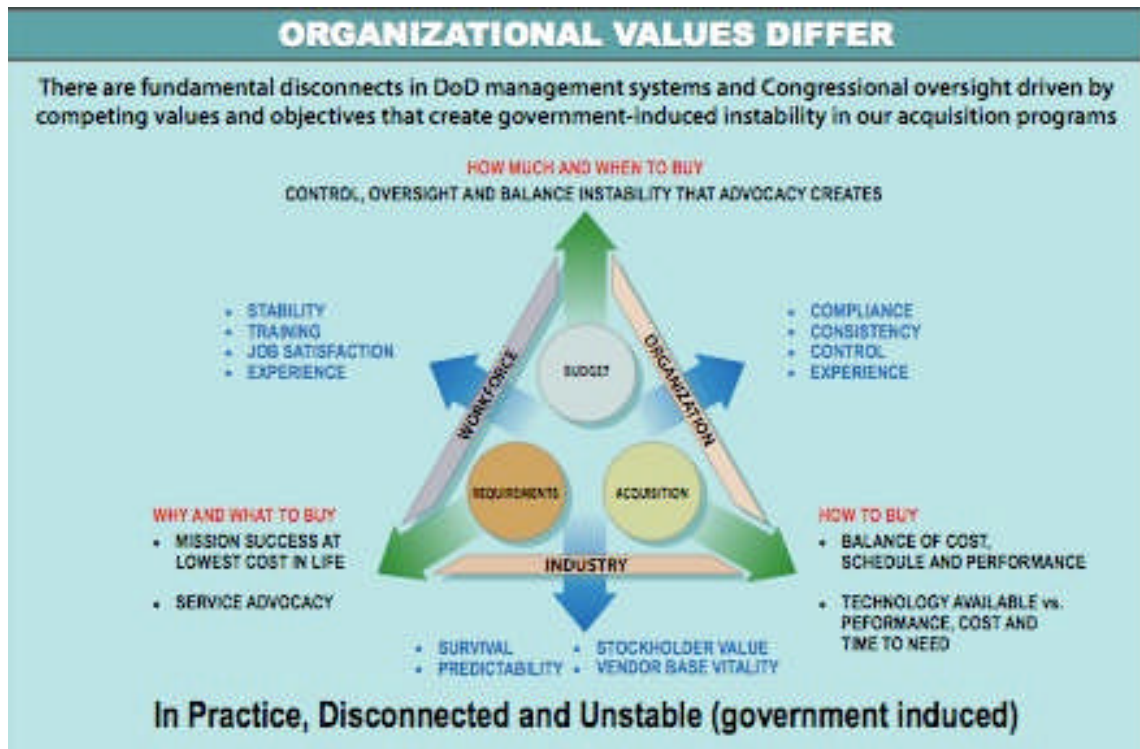 ORGANIZATIONAL VALUES DIFFER
There are fundamental disconnects in DoD management systems and Congressional oversight driven by
competing values and objectives that create government-induced instability in our acquisition programs
HOW MUCH AND WHEN TO BUY
CONTROL, OVERSIGHT AND BALANCE INSTABILITY THAT ADVOCACY CREATES
• STABILITY
• TRAINING
• JOB SATISFACTION
• EXPERIENCE
• COMPLIANCE
• CONSISTENCY
• CONTROL
• EXPERIENCE
WORKFORCE
BUDGET
ORGANIZATION
REQUIREMENTS
ACQUISITION
WHY AND WHAT TO BUY
• MISSION SUCCESS AT
LOWEST COST IN LIFE
• SERVICE ADVOCACY
HOW TO BUY
• BALANCE OF COST,
SCHEDULE AND PERFORMANCE
• TECHNOLOGY AVAILABLE vs.
PEFORMANCE, COST AND
TIME TO NEED
INDUSTRY
• SURVIVAL
• PREDICTABILITY
• STOCKHOLDER VALUE
• VENDOR BASE VITALITY
In Practice, Disconnected and Unstable (government induced)